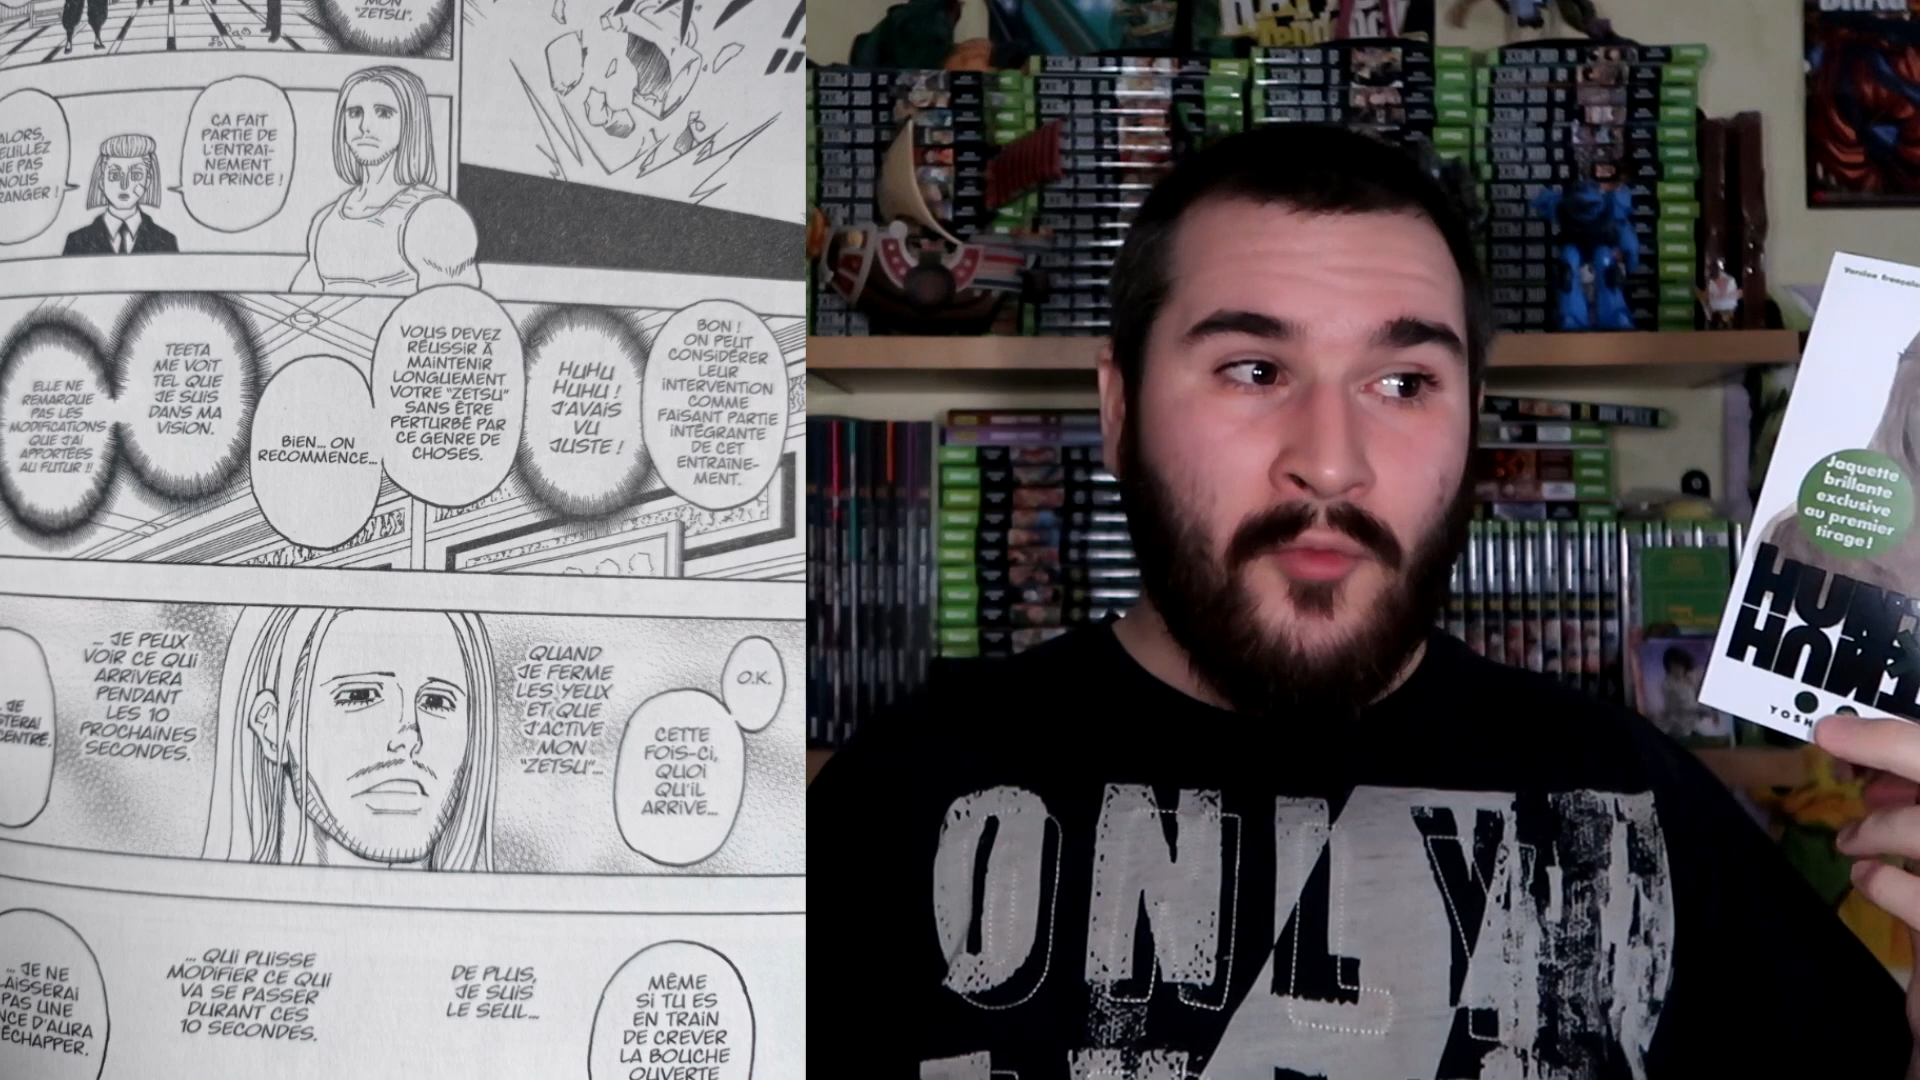 MON
"ZETSU".
ÇA FAIT
PARTIE DE
L'ENTRAI-
NEMENT
DU PRINCE !
ALORS,
NE PAS
NOUS
BON !
ON PEUT
CONSIDÉRER
LEUR
INTERVENTION
COMME
FAISANT PARTIE
INTÉGRANTE
DE CET
ENTRAINE-
MENT.
HUHU
HUHU !
J'AVAIS
VU
JUSTE !
VOUS DEVEZ
RÉUSSIR À
MAINTENIR
LONGUEMENT
VOTRE "ZETSU"
SANS ÊTRE
PERTURBÉ PAR
CE GENRE DE
CHOSES.
BIEN... ON
RECOMMENCE...
TEETA
ME VOIT
TEL QUE
JE SUIS
DANS MA
VISION.
ELLE NE
REMARQUE
PAS LES
MODIFICATIONS
QUE J'AI
APPORTÉES
AU FUTUR !!
O.K.
CETTE
FOIS-CI,
QUOI
QU'IL
ARRIVE...
QUAND
JE FERME
LES YEUX
ET QUE
J'ACTIVE
MON
"ZETSU"...
... JE PEUX
VOIR CE QUI
ARRIVERA
PENDANT
LES 10
PROCHAINES
SECONDES.
JE
MÊME
SI TU ES
EN TRAIN
DE CREVER
LA BOUCHE
OUVERTE
DE PLUS,
JE SUIS
LE SEUL...
... QUI PUISSE
MODIFIER CE QUI
VA SE PASSER
DURANT CES
10 SECONDES.
... JE NE
PAS UNE
D'AURA
ÉCHAPPER.
Jaquette
brillante
exclusive
au premier
tirage !
ONLY